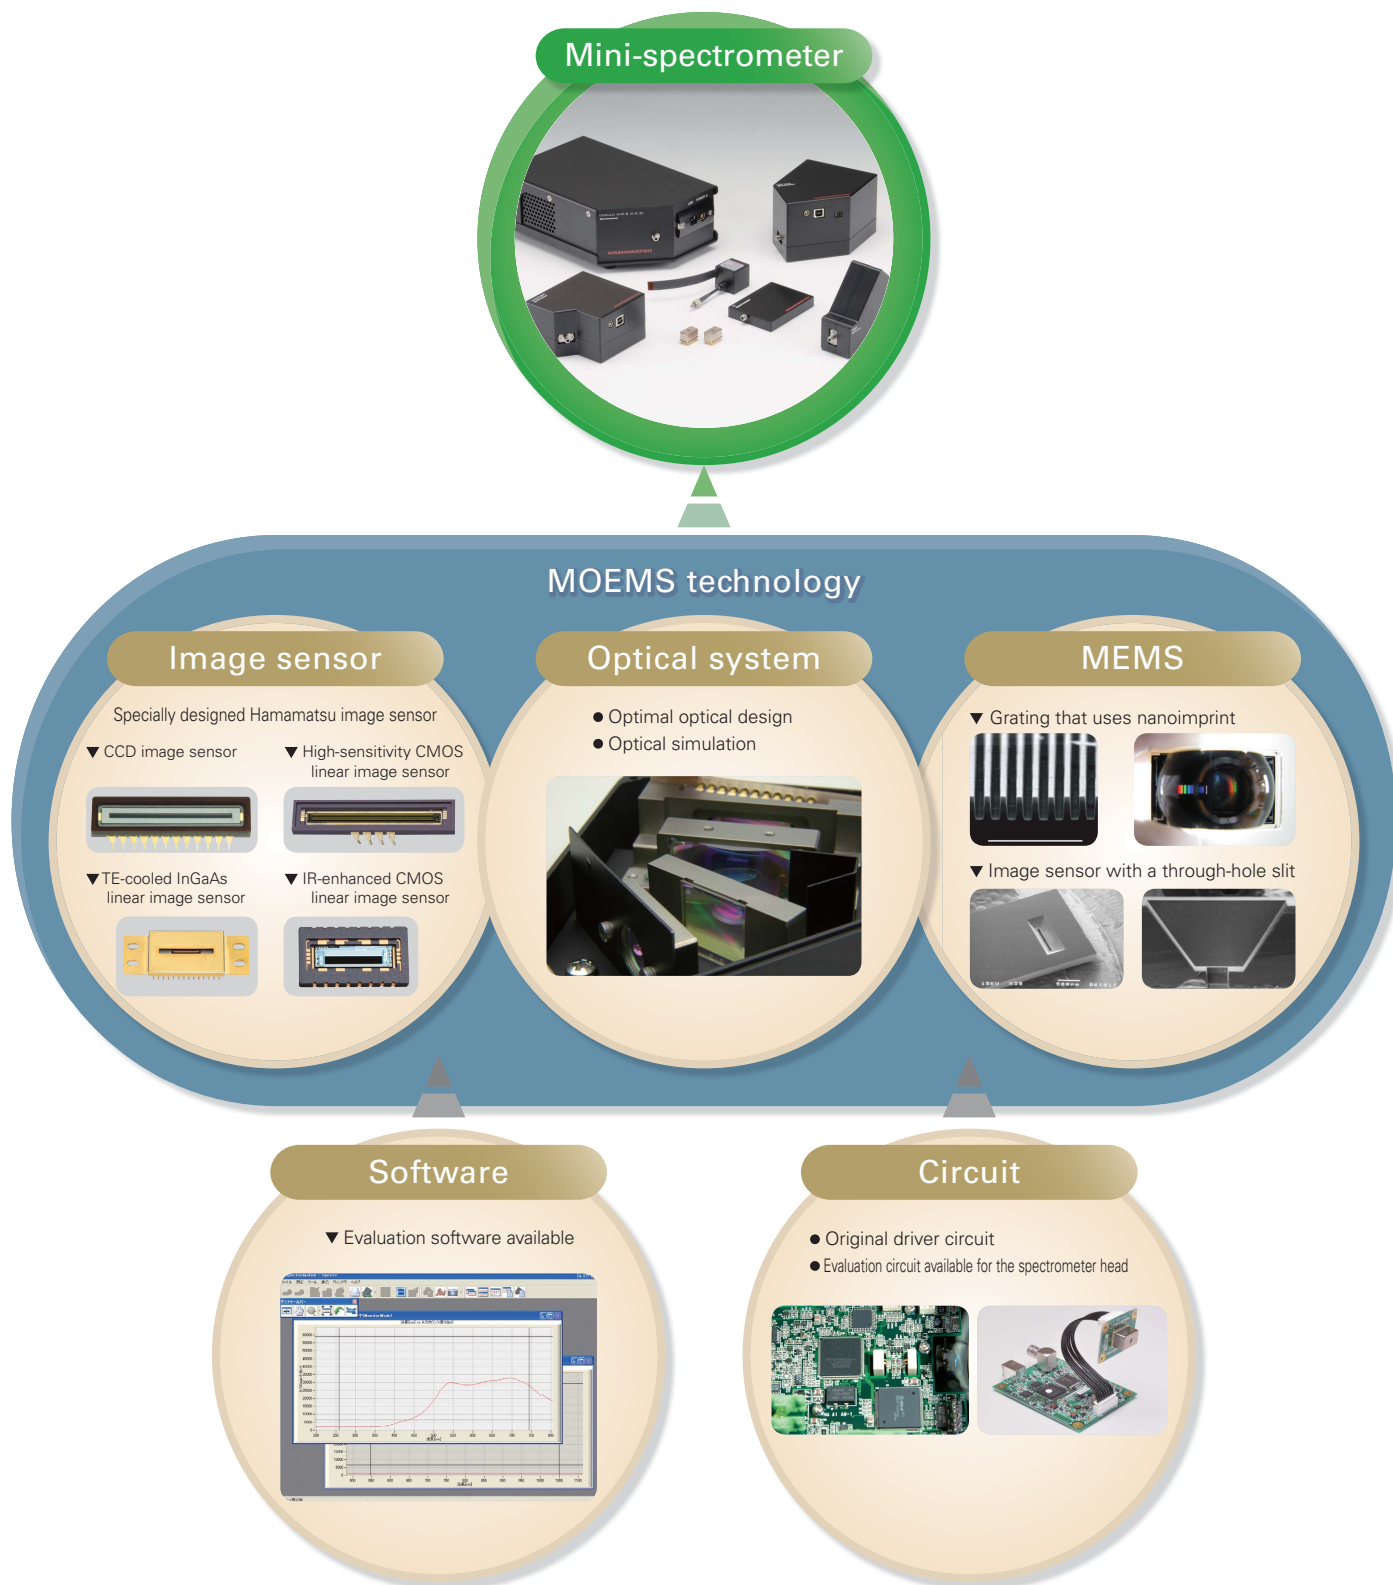 Mini-spectrometer
HAMAMATSU
MOEMS technology
Image sensor
Specially designed Hamamatsu image sensor
▼ CCD image sensor
▼ High-sensitivity CMOS
linear image sensor
▼ TE-cooled InGaAs
linear image sensor
▼ IR-enhanced CMOS
linear image sensor
Optical system
● Optimal optical design
● Optical simulation
MEMS
▼ Grating that uses nanoimprint
▼ Image sensor with a through-hole slit
Software
▼ Evaluation software available
Circuit
● Original driver circuit
● Evaluation circuit available for the spectrometer head